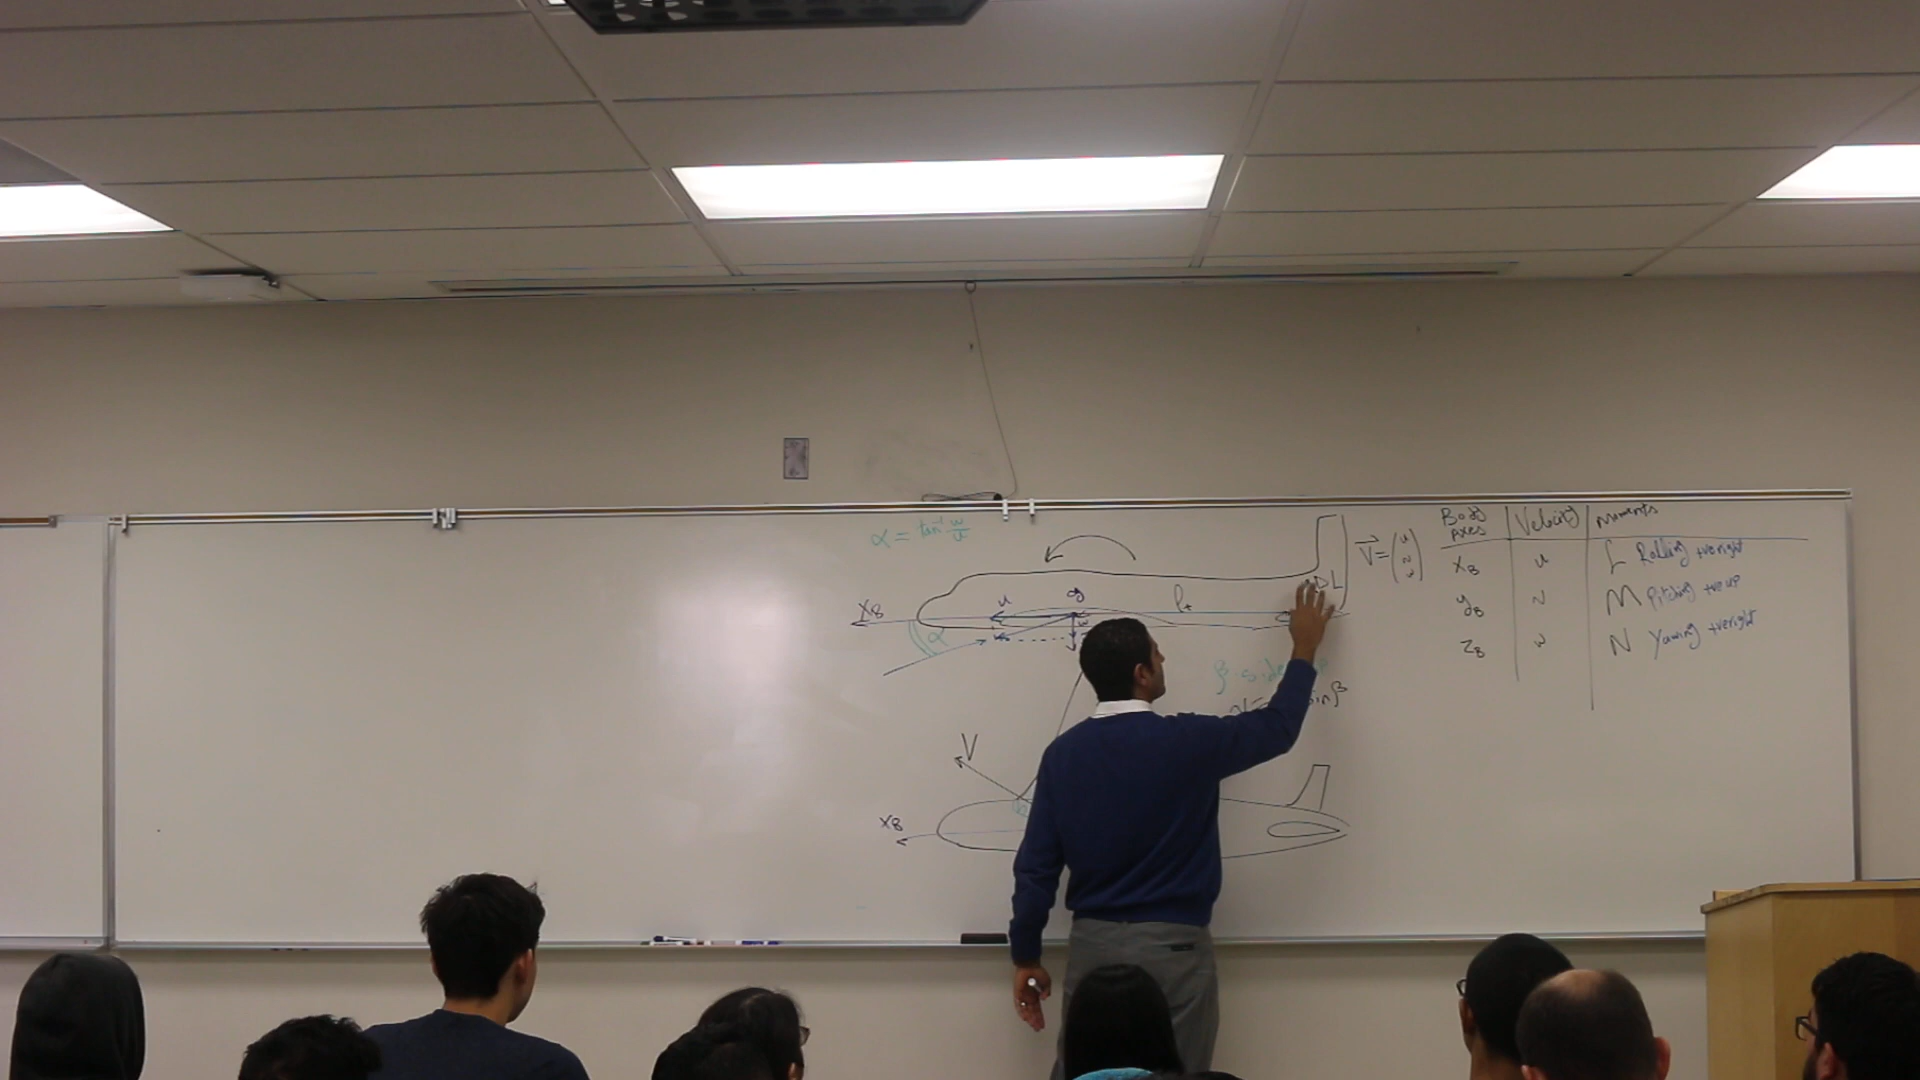 α = tan⁻¹ w/u
V = (u v w)
Body Axes | Velocity | Moments
X_B | u | L Rolling +ve right
y_B | v | M Pitching +ve up
Z_B | w | N Yawing +ve right
X_B
u
cg
l_t
α
w
V
X_B